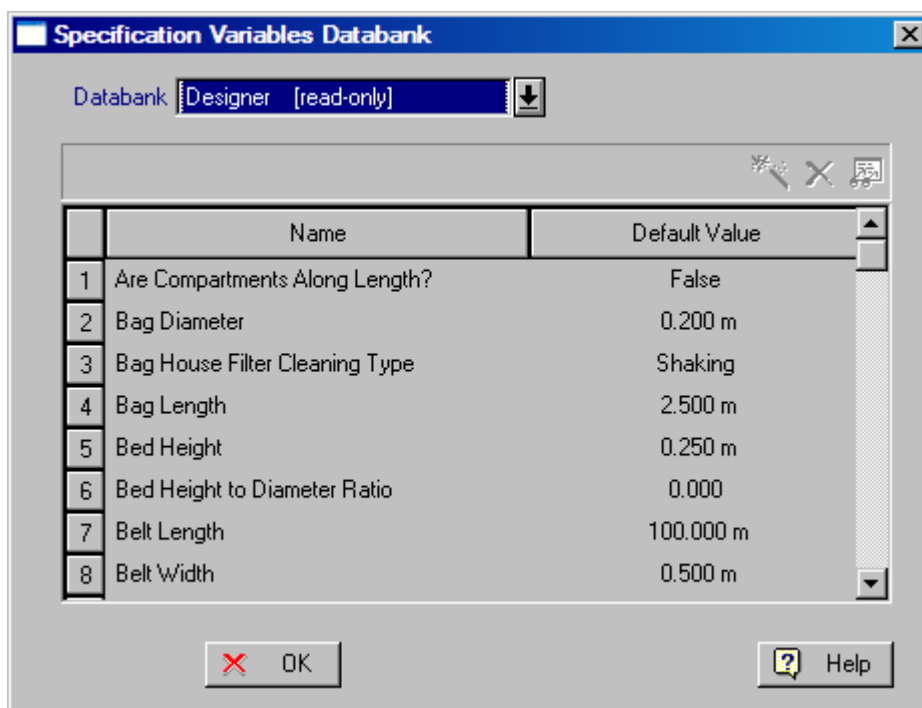 Specification Variables Databank
Databank Designer [read-only]
Name Default Value
1 Are Compartments Along Length? False
2 Bag Diameter 0.200 m
3 Bag House Filter Cleaning Type Shaking
4 Bag Length 2.500 m
5 Bed Height 0.250 m
6 Bed Height to Diameter Ratio 0.000
7 Belt Length 100.000 m
8 Belt Width 0.500 m
OK Help